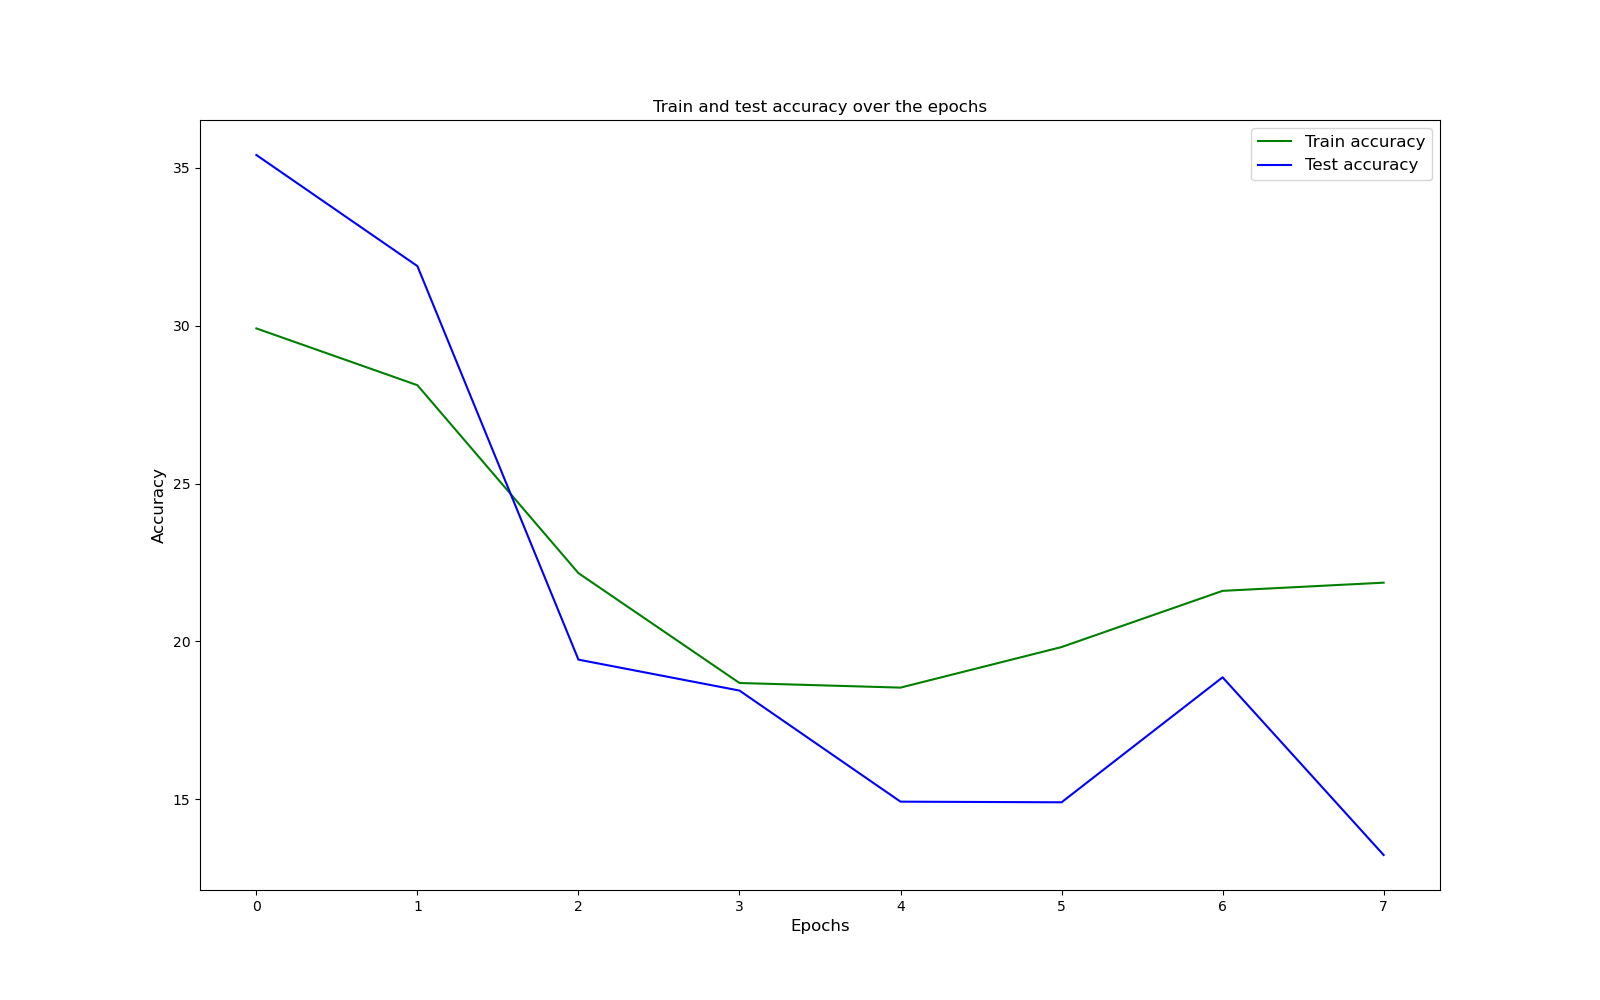 Train and test accuracy over the epochs
Train accuracy
Test accuracy
Accuracy
35
30
25
20
15
0 1 2 3 4 5 6 7
Epochs